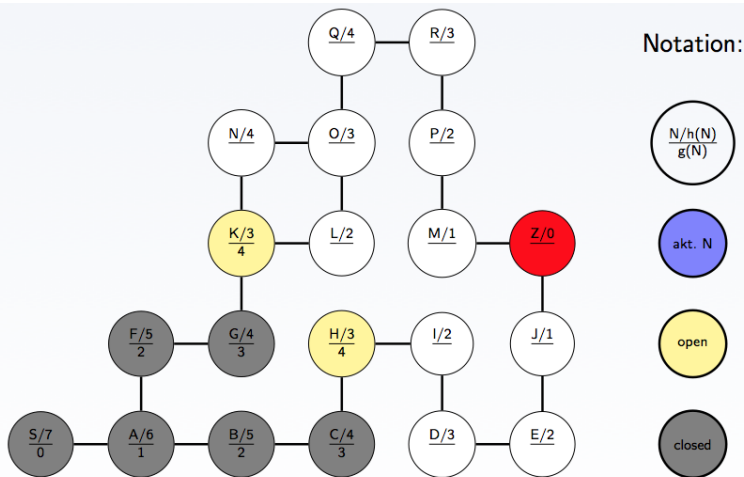 Q/4
R/3
Notation:
N/4
O/3
P/2
N/h(N)
g(N)
K/3
4
L/2
M/1
Z/0
akt. N
F/5
2
G/4
3
H/3
4
I/2
J/1
open
S/7
0
A/6
1
B/5
2
C/4
3
D/3
E/2
closed